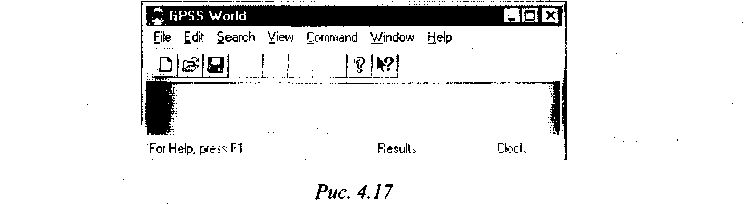 GPSS World
File Edit Search View Command Window Help
For Help, press F1 Results Clock
Рис. 4.17